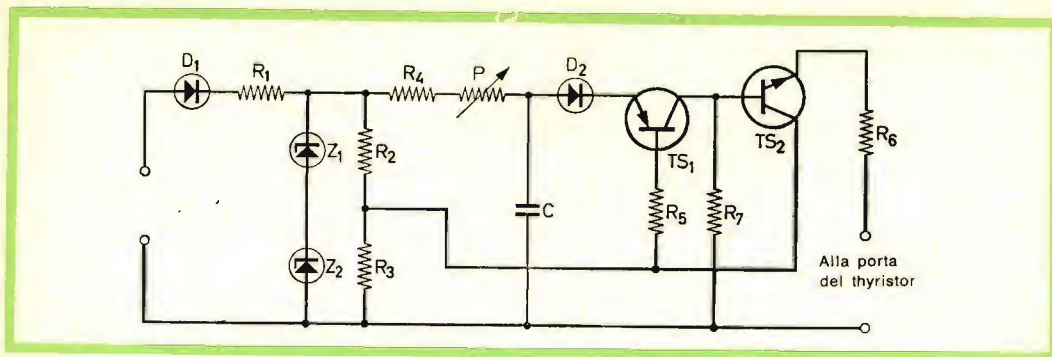 D1
R1
R4
P
D2
Z1
R2
TS1
TS2
R6
C
R5
R7
Z2
R3
Alla porta
del thyristor